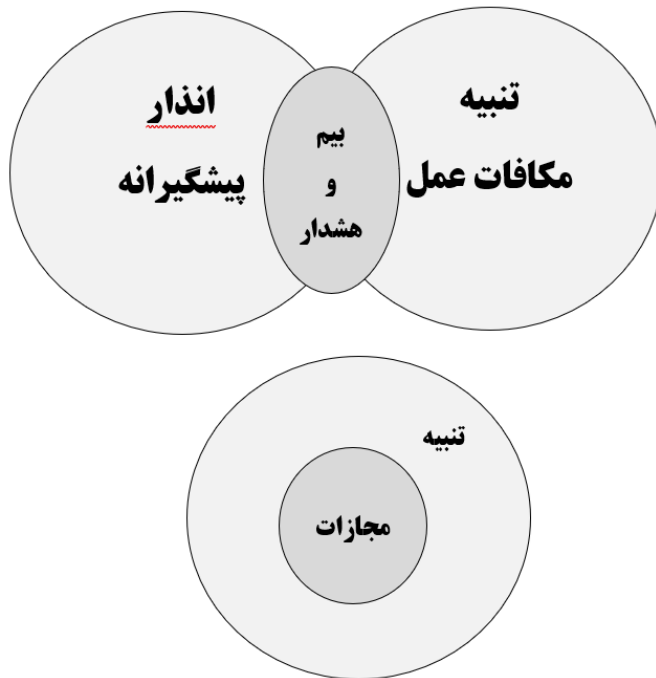 تنبیه
مکافات عمل
بیم
و
هشدار
انذار
پیشگیرانه
تنبیه
مجازات